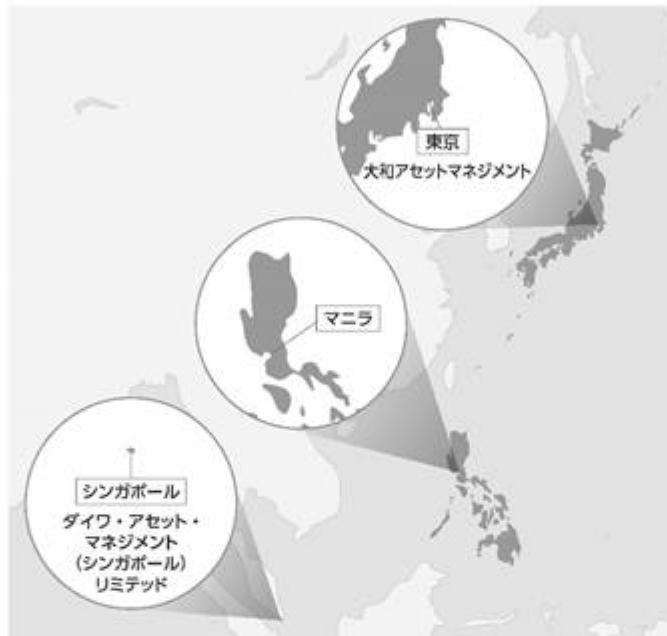 東京
大和アセットマネジメント
マニラ
シンガポール
ダイワ・アセット・
マネジメント
(シンガポール)
リミテッド